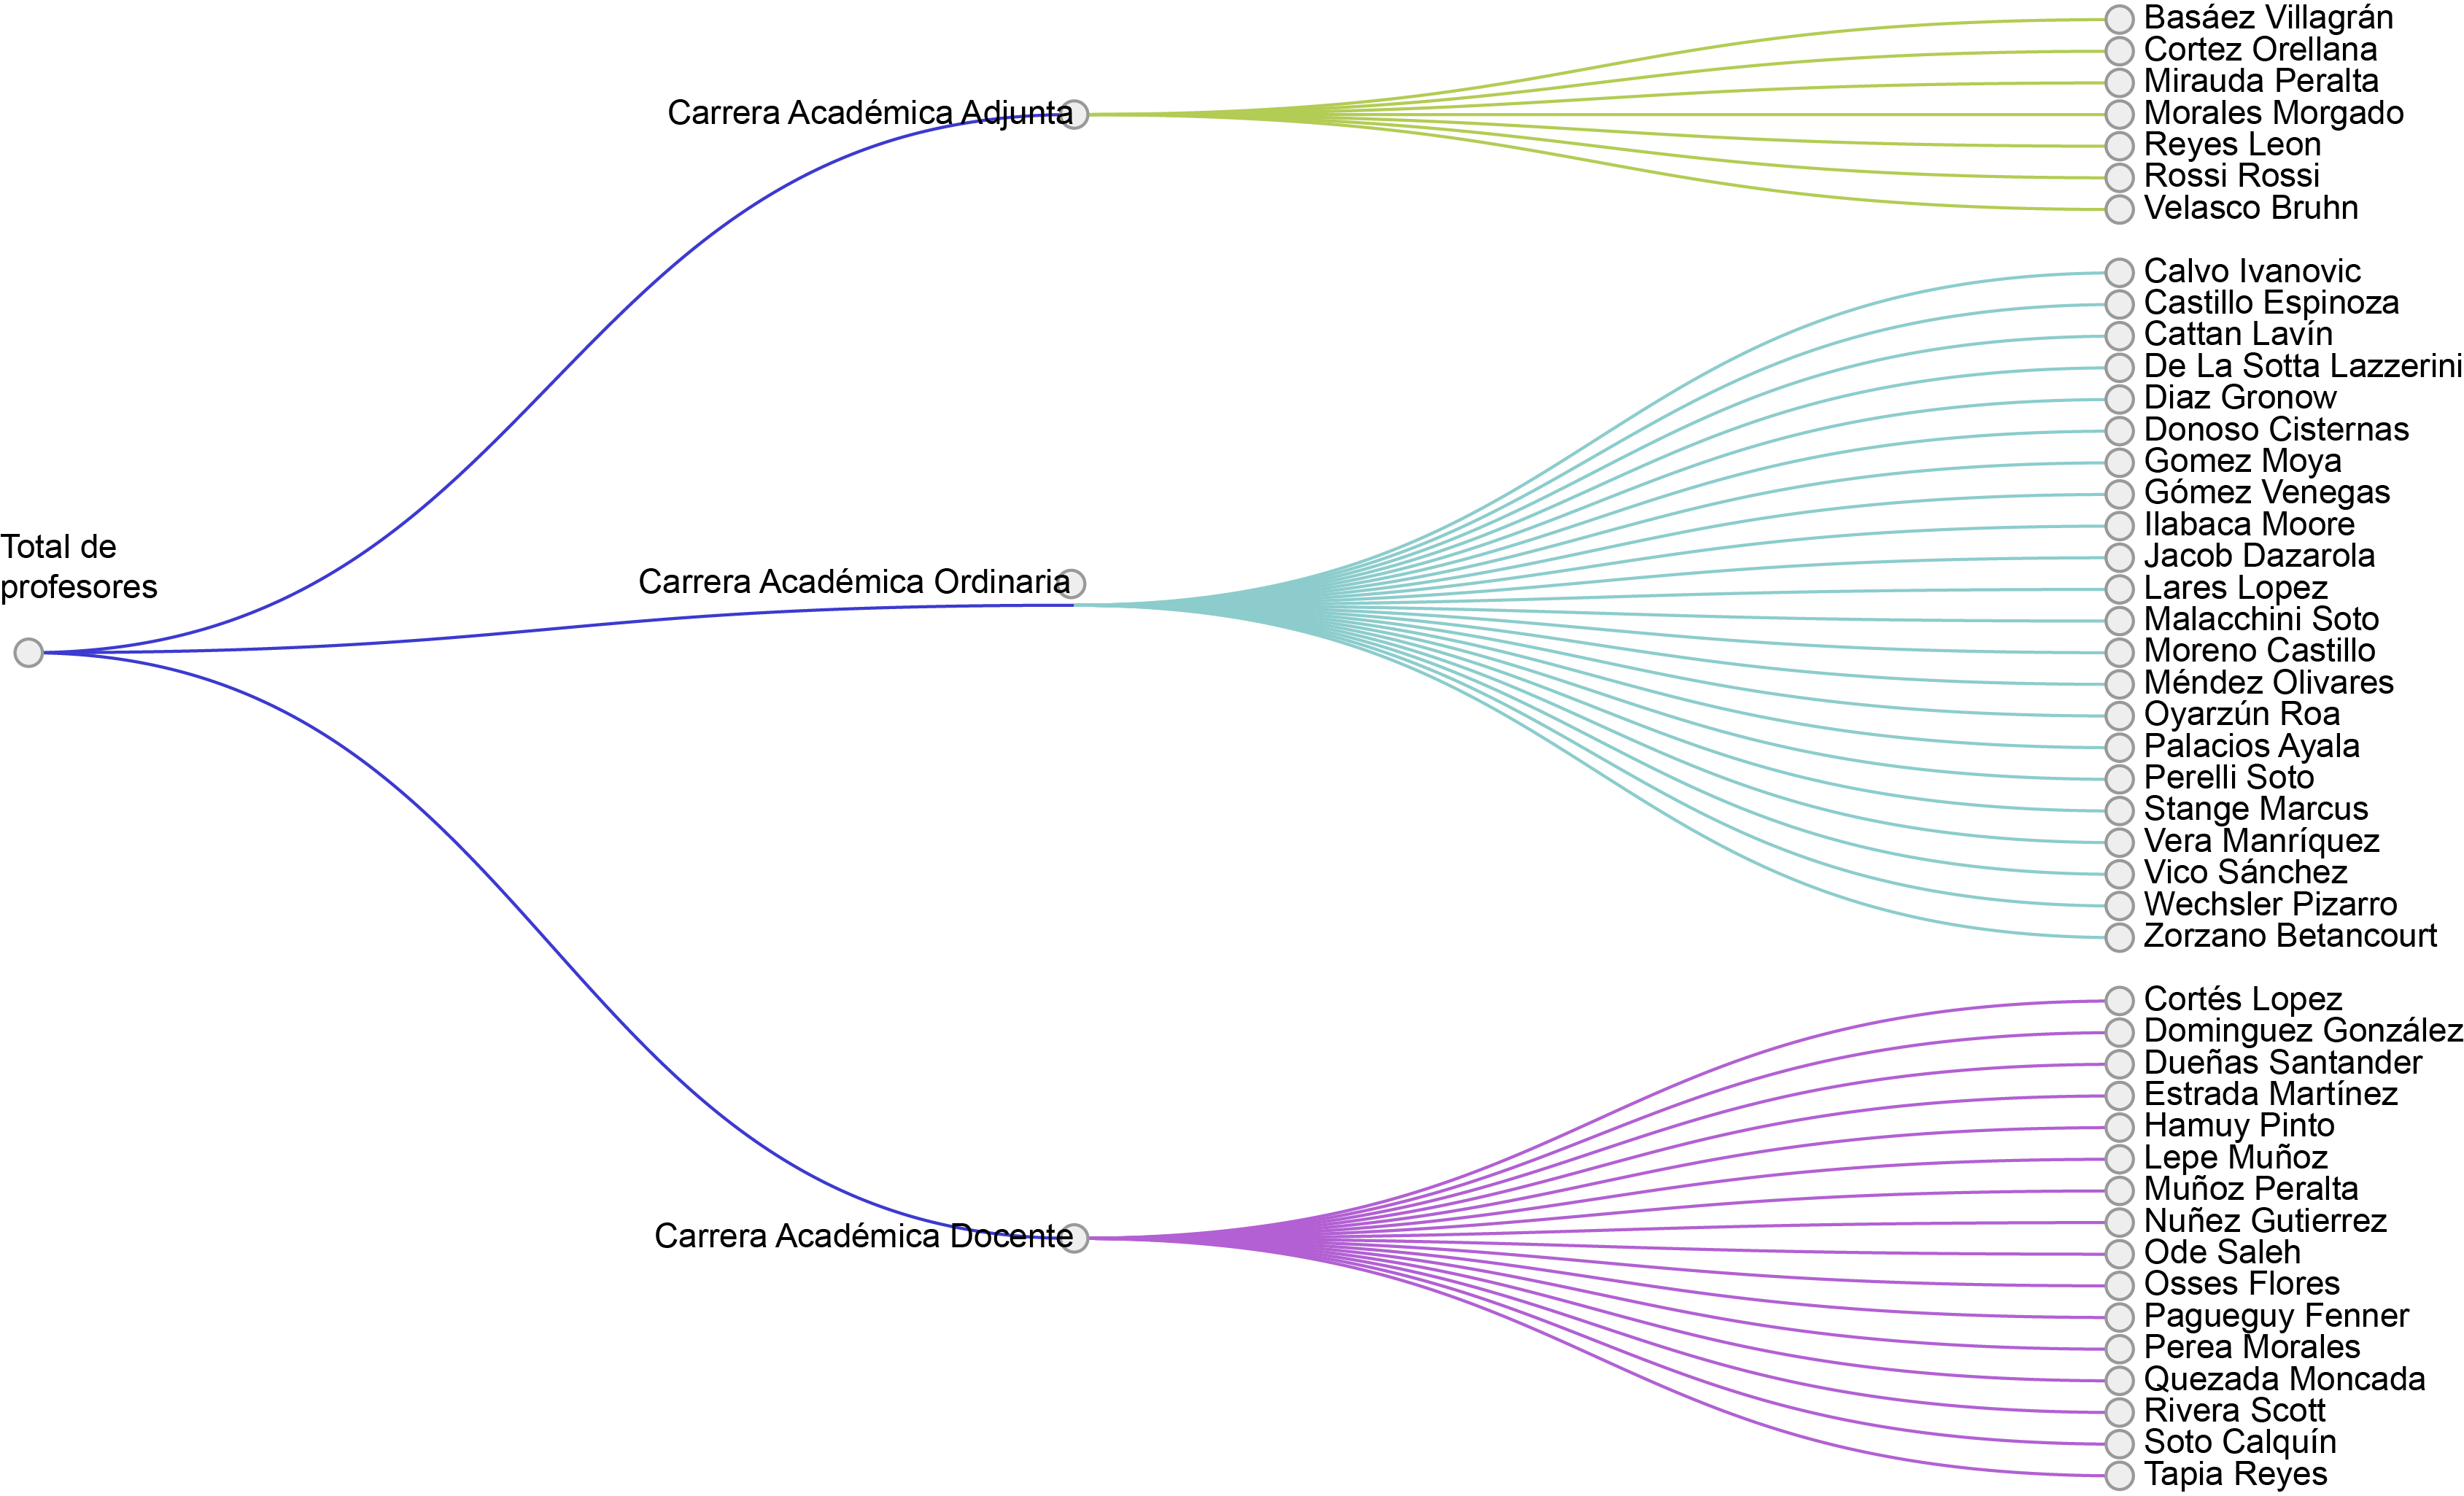 Total de
profesores
Carrera Académica Adjunta
Basáez Villagrán
Cortez Orellana
Mirauda Peralta
Morales Morgado
Reyes Leon
Rossi Rossi
Velasco Bruhn
Carrera Académica Ordinaria
Calvo Ivanovic
Castillo Espinoza
Cattan Lavín
De La Sotta Lazzerini
Diaz Gronow
Donoso Cisternas
Gomez Moya
Gómez Venegas
Ilabaca Moore
Jacob Dazarola
Lares Lopez
Malacchini Soto
Moreno Castillo
Méndez Olivares
Oyarzún Roa
Palacios Ayala
Perelli Soto
Stange Marcus
Vera Manríquez
Vico Sánchez
Wechsler Pizarro
Zorzano Betancourt
Carrera Académica Docente
Cortés Lopez
Dominguez González
Dueñas Santander
Estrada Martínez
Hamuy Pinto
Lepe Muñoz
Muñoz Peralta
Nuñez Gutierrez
Ode Saleh
Osses Flores
Pagueguy Fenner
Perea Morales
Quezada Moncada
Rivera Scott
Soto Calquín
Tapia Reyes